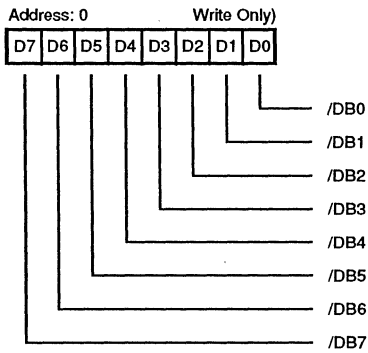 Address: 0 Write Only)
D7 D6 D5 D4 D3 D2 D1 D0
/DB0
/DB1
/DB2
/DB3
/DB4
/DB5
/DB6
/DB7